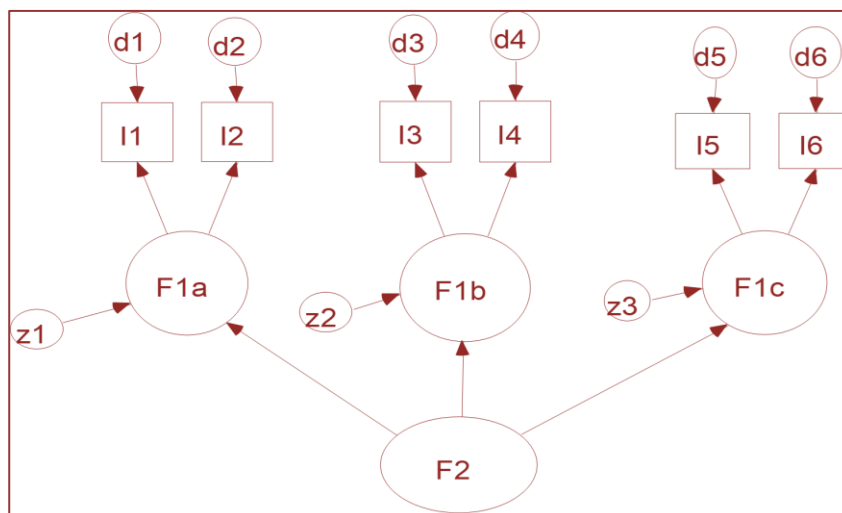 d1 d2 d3 d4 d5 d6
I1 I2 I3 I4 I5 I6
F1a F1b F1c
z1 z2 z3
F2